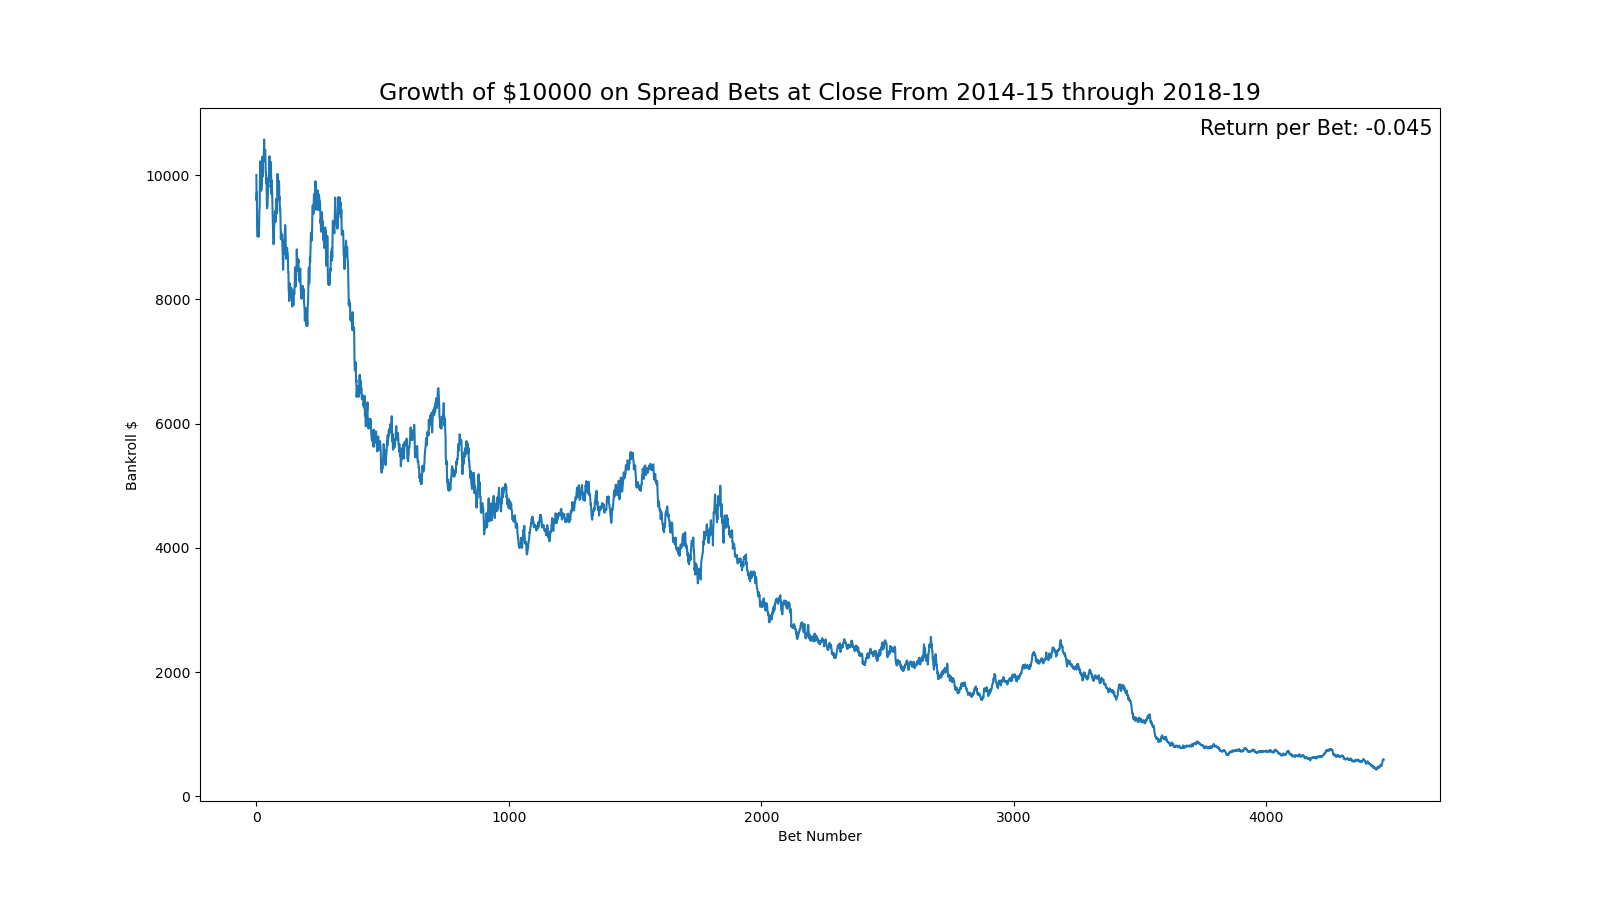 Growth of $10000 on Spread Bets at Close From 2014-15 through 2018-19
Return per Bet: -0.045
10000
8000
6000
4000
2000
0
Bankroll $
0 1000 2000 3000 4000
Bet Number